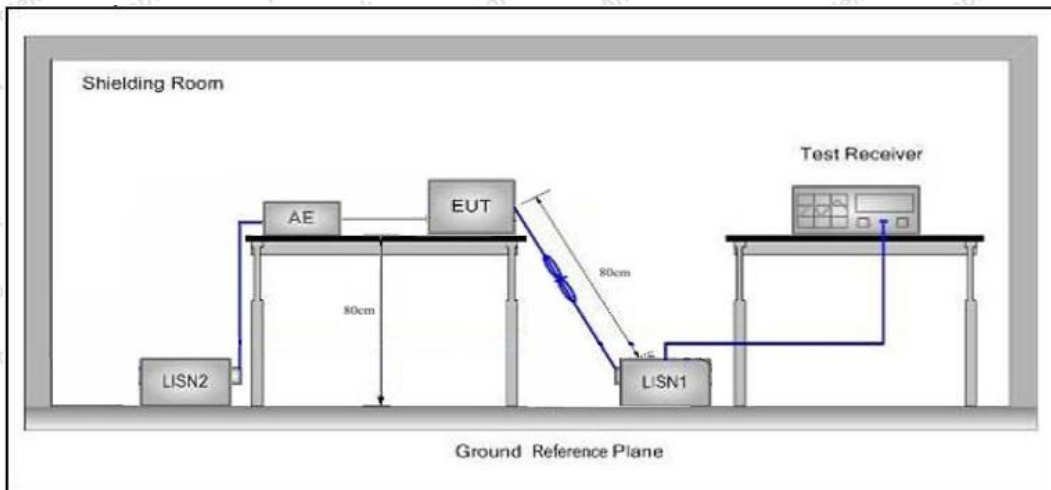 Shielding Room
Test Receiver
EUT
AE
80cm
80cm
LISN2
LISN1
Ground Reference Plane